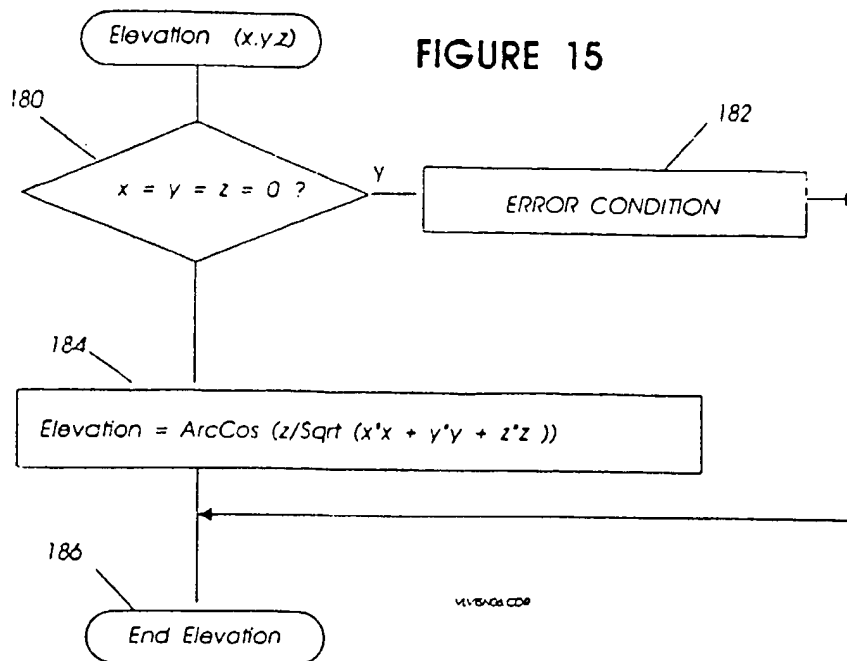 Elevation (x.y.z)
FIGURE 15
180
182
x = y = z = 0 ?
Y
ERROR CONDITION
184
Elevation = ArcCos (z/Sqrt (x*x + y*y + z*z ))
186
End Elevation